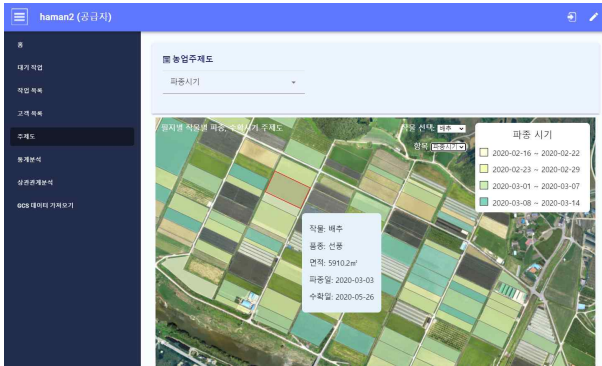 haman2 (공급자)
홈
대기 작업
작업 목록
고객 목록
주제도
통계분석
상관관계분석
GCS 데이터 가져오기
농업주제도
파종시기
필지별 작물별 파종, 수확시기 주제도
작물 선택: 배추
항목 파종시기
파종 시기
2020-02-16 ~ 2020-02-22
2020-02-23 ~ 2020-02-29
2020-03-01 ~ 2020-03-07
2020-03-08 ~ 2020-03-14
작물: 배추
품종: 선풍
면적: 5910.2㎡
파종일: 2020-03-03
수확일: 2020-05-26